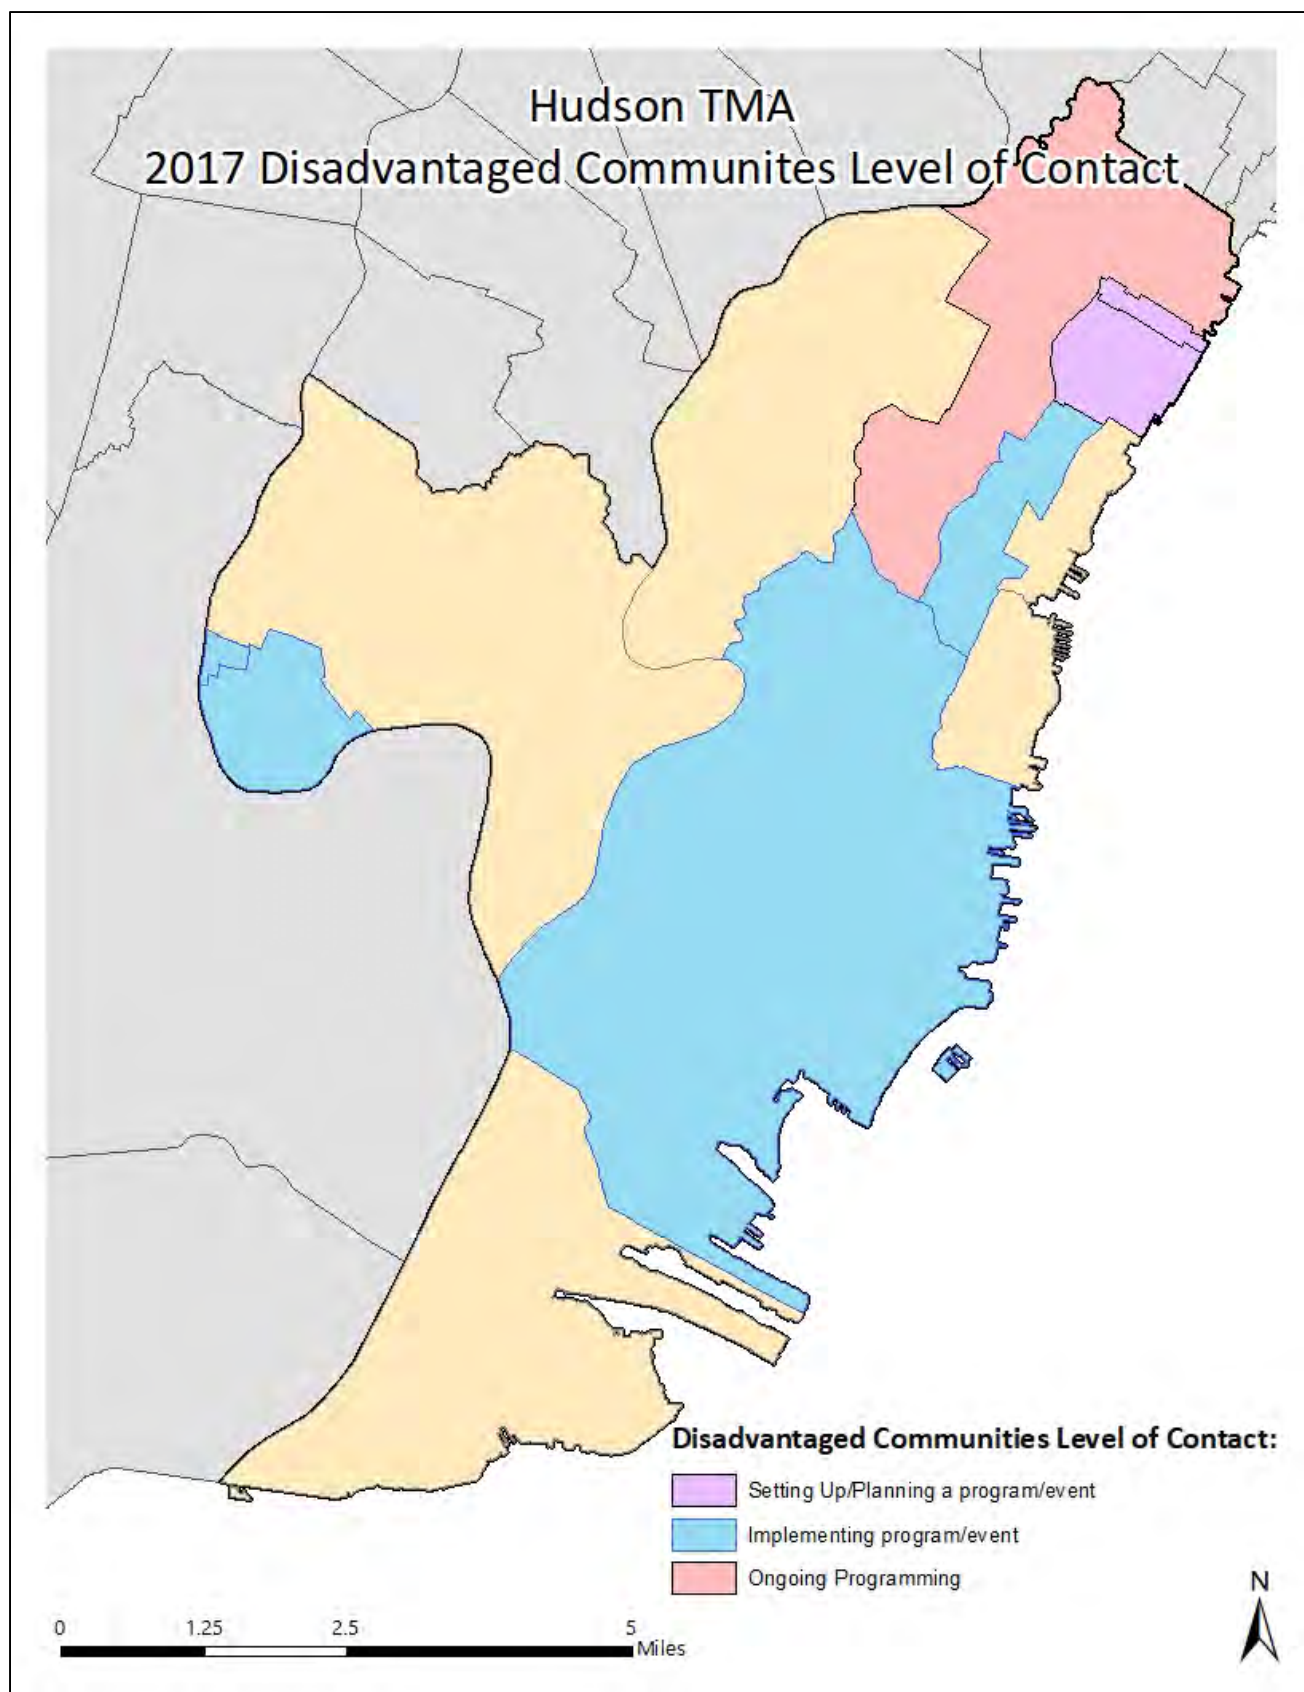 Hudson TMA
2017 Disadvantaged Communites Level of Contact
Disadvantaged Communities Level of Contact:
Setting Up/Planning a program/event
Implementing program/event
Ongoing Programming
N
0 1.25 2.5 5
Miles